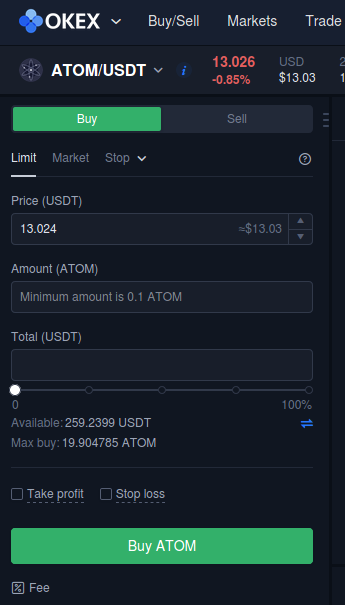 OKEX Buy/Sell Markets Trade
ATOM/USDT 13.026 USD
-0.85% $13.03
Buy Sell
Limit Market Stop
Price (USDT)
13.024 ≈$13.03
Amount (ATOM)
Minimum amount is 0.1 ATOM
Total (USDT)
0 100%
Available: 259.2399 USDT
Max buy: 19.904785 ATOM
Take profit Stop loss
Buy ATOM
Fee